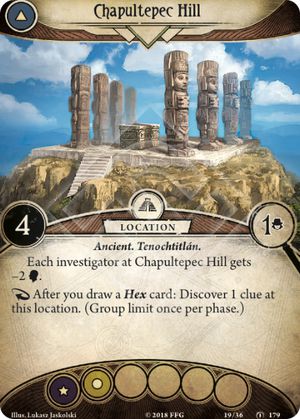 Chapultepec Hill
4
LOCATION
1
Ancient. Tenochtitlán.
Each investigator at Chapultepec Hill gets
−2 .
After you draw a Hex card: Discover 1 clue at
this location. (Group limit once per phase.)
Illus. Lukasz Jaskolski
© 2018 FFG
19/36
179